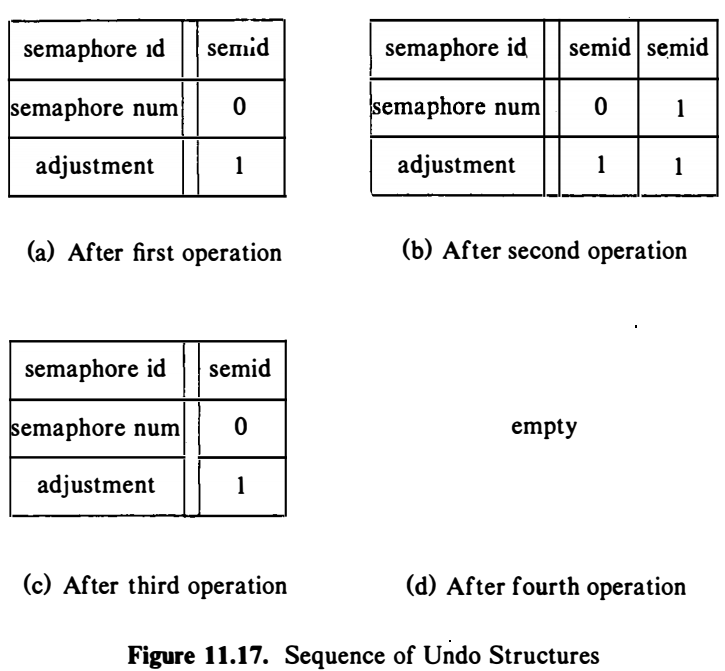 semaphore id semid
semaphore num 0
adjustment 1
(a) After first operation
semaphore id semid semid
semaphore num 0 1
adjustment 1 1
(b) After second operation
semaphore id semid
semaphore num 0
adjustment 1
(c) After third operation
empty
(d) After fourth operation
Figure 11.17. Sequence of Undo Structures